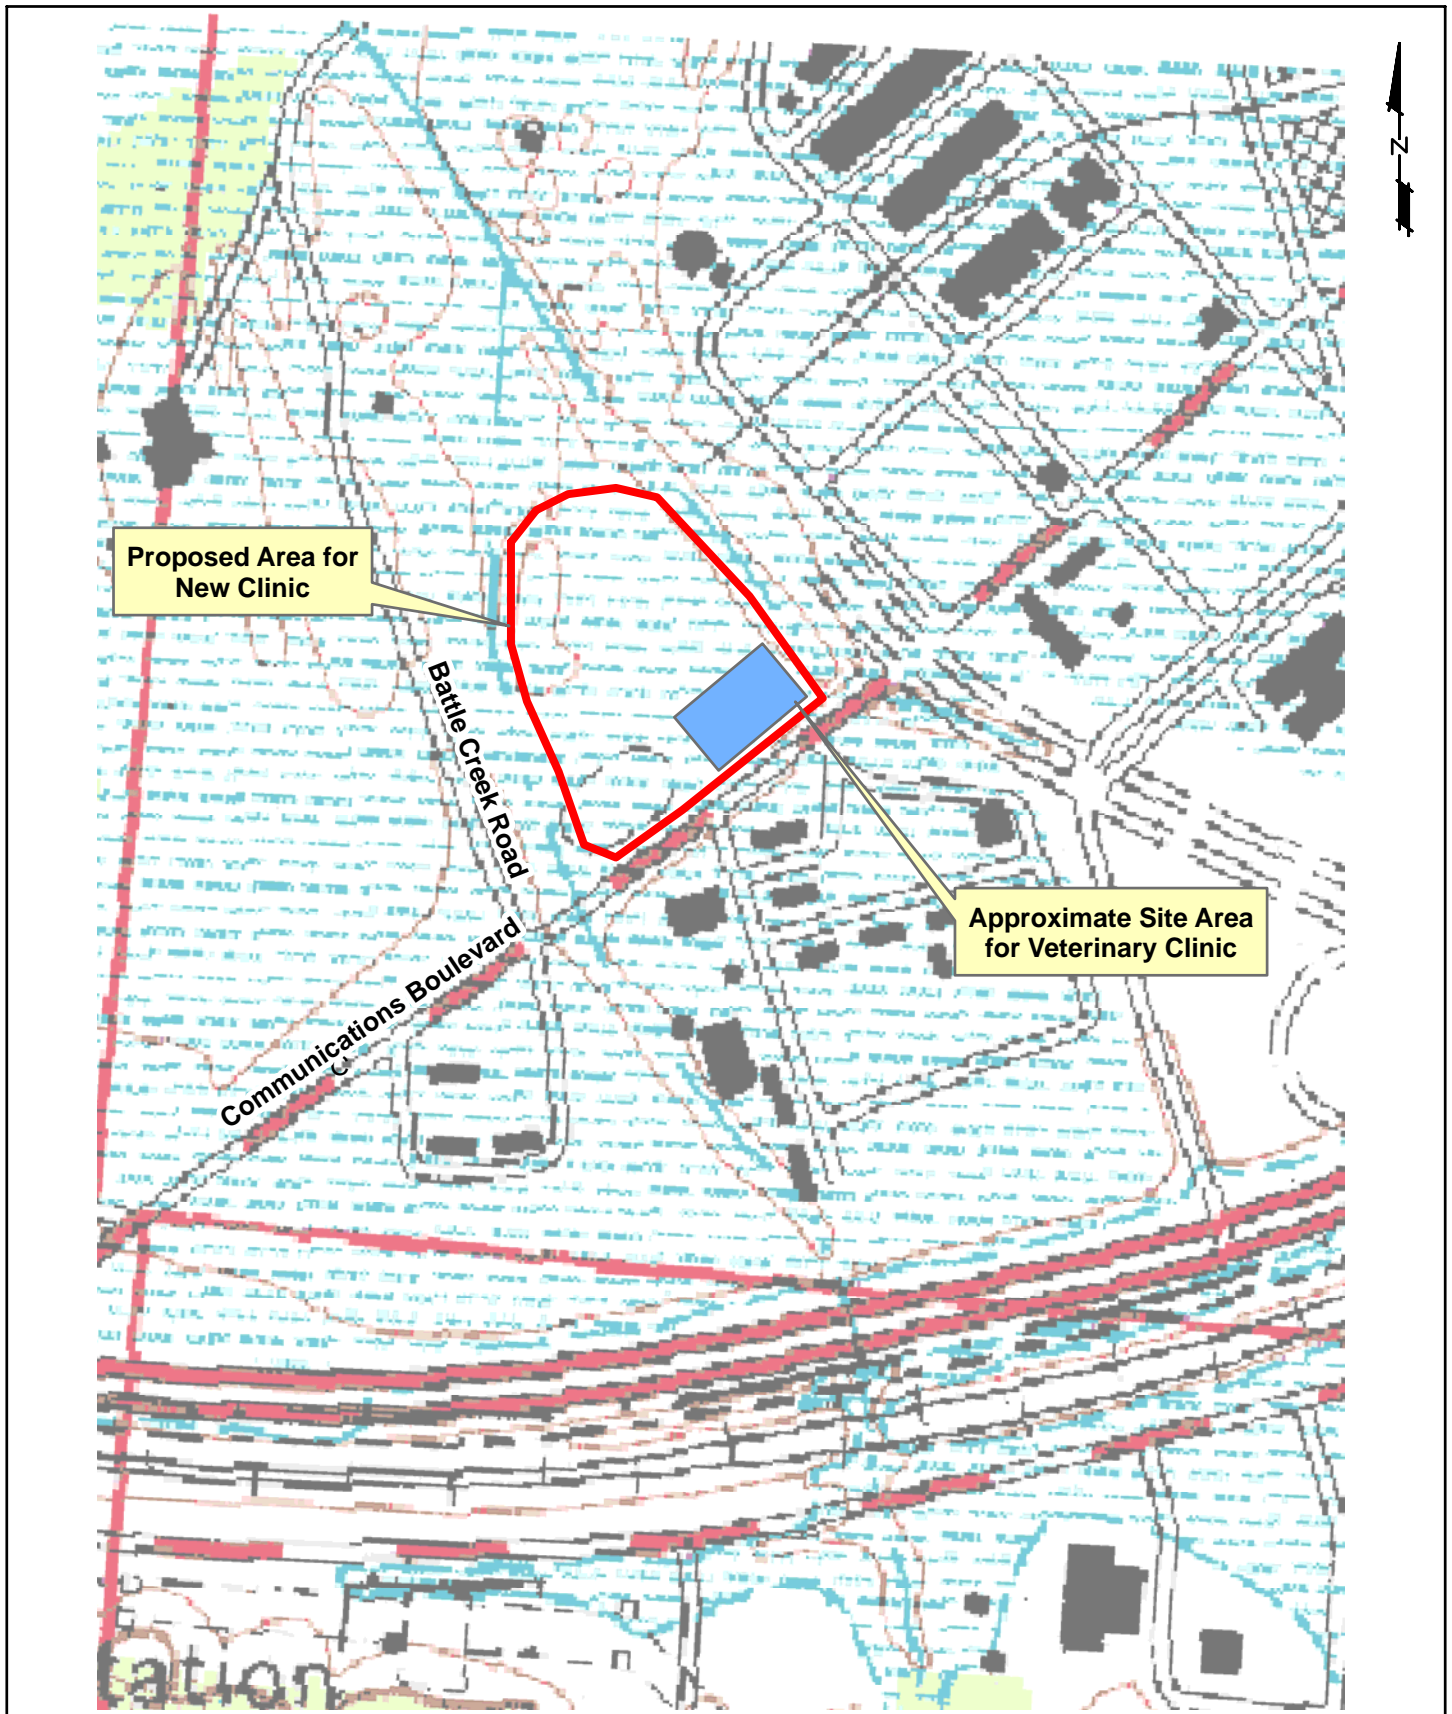 N
Proposed Area for
New Clinic
Battle Creek Road
Communications Boulevard
Approximate Site Area
for Veterinary Clinic
tation